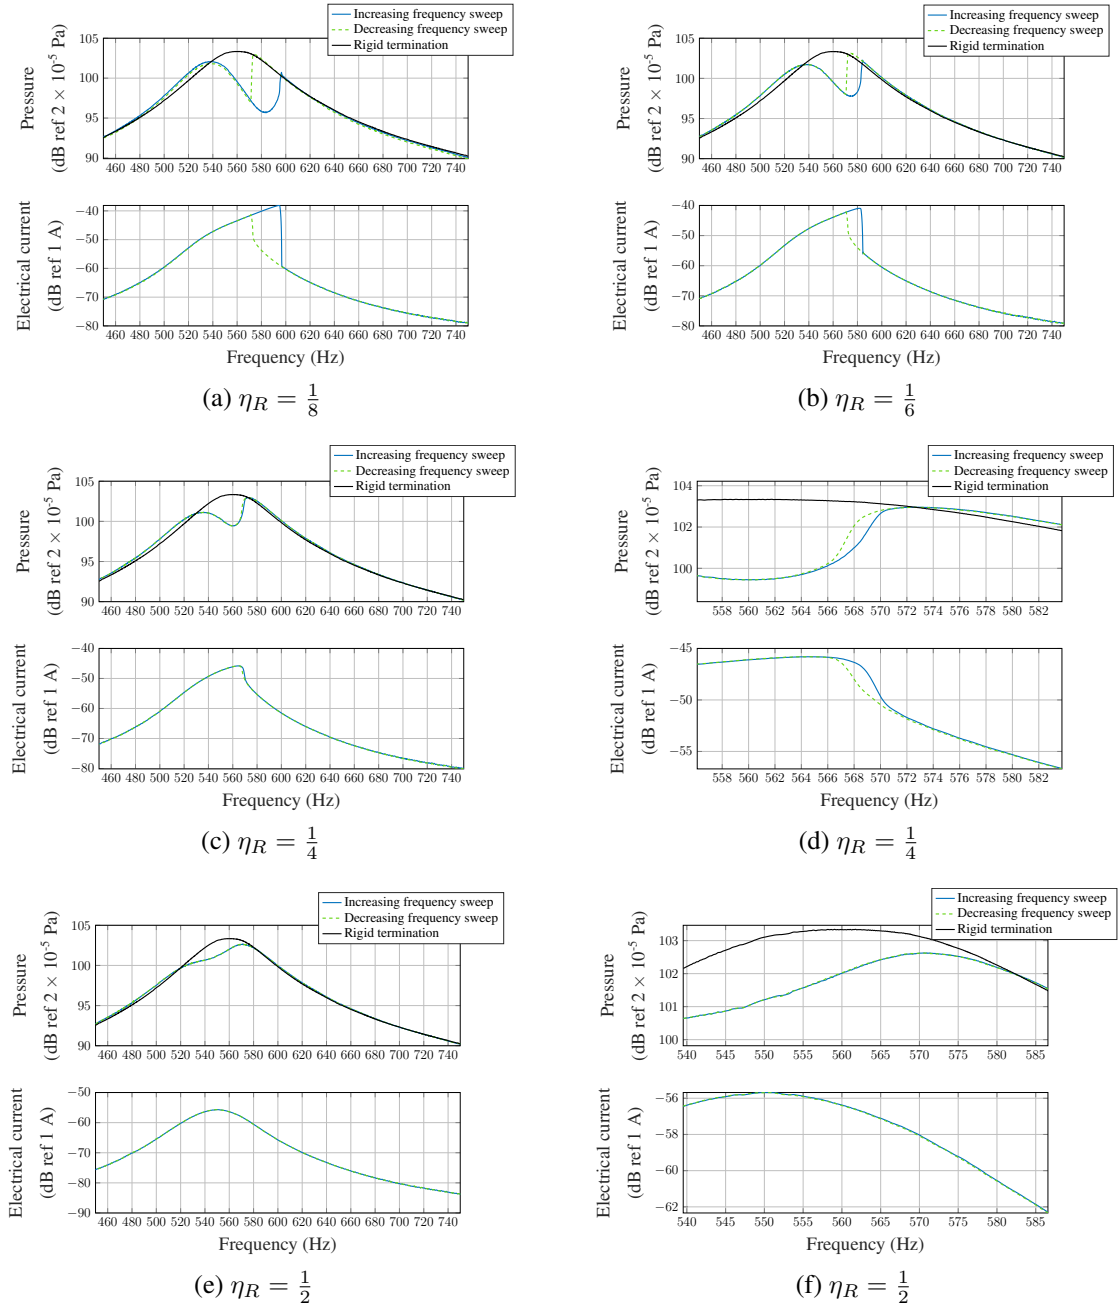 Increasing frequency sweep
Decreasing frequency sweep
Rigid termination
Pressure
(dB ref 2 × 10⁻⁵ Pa)
105
100
95
90
460 480 500 520 540 560 580 600 620 640 660 680 700 720 740
Electrical current
(dB ref 1 A)
−40
−50
−60
−70
−80
460 480 500 520 540 560 580 600 620 640 660 680 700 720 740
Frequency (Hz)
(a) η_R = 1/8
Increasing frequency sweep
Decreasing frequency sweep
Rigid termination
Pressure
(dB ref 2 × 10⁻⁵ Pa)
105
100
95
90
460 480 500 520 540 560 580 600 620 640 660 680 700 720 740
Electrical current
(dB ref 1 A)
−40
−50
−60
−70
−80
460 480 500 520 540 560 580 600 620 640 660 680 700 720 740
Frequency (Hz)
(b) η_R = 1/6
Increasing frequency sweep
Decreasing frequency sweep
Rigid termination
Pressure
(dB ref 2 × 10⁻⁵ Pa)
105
100
95
90
460 480 500 520 540 560 580 600 620 640 660 680 700 720 740
Electrical current
(dB ref 1 A)
−40
−50
−60
−70
−80
460 480 500 520 540 560 580 600 620 640 660 680 700 720 740
Frequency (Hz)
(c) η_R = 1/4
Increasing frequency sweep
Decreasing frequency sweep
Rigid termination
Pressure
(dB ref 2 × 10⁻⁵ Pa)
104
102
100
558 560 562 564 566 568 570 572 574 576 578 580 582
Electrical current
(dB ref 1 A)
−45
−50
−55
558 560 562 564 566 568 570 572 574 576 578 580 582
Frequency (Hz)
(d) η_R = 1/4
Increasing frequency sweep
Decreasing frequency sweep
Rigid termination
Pressure
(dB ref 2 × 10⁻⁵ Pa)
105
100
95
90
460 480 500 520 540 560 580 600 620 640 660 680 700 720 740
Electrical current
(dB ref 1 A)
−50
−60
−70
−80
−90
460 480 500 520 540 560 580 600 620 640 660 680 700 720 740
Frequency (Hz)
(e) η_R = 1/2
Increasing frequency sweep
Decreasing frequency sweep
Rigid termination
Pressure
(dB ref 2 × 10⁻⁵ Pa)
103
102
101
100
540 545 550 555 560 565 570 575 580 585
Electrical current
(dB ref 1 A)
−56
−58
−60
−62
540 545 550 555 560 565 570 575 580 585
Frequency (Hz)
(f) η_R = 1/2